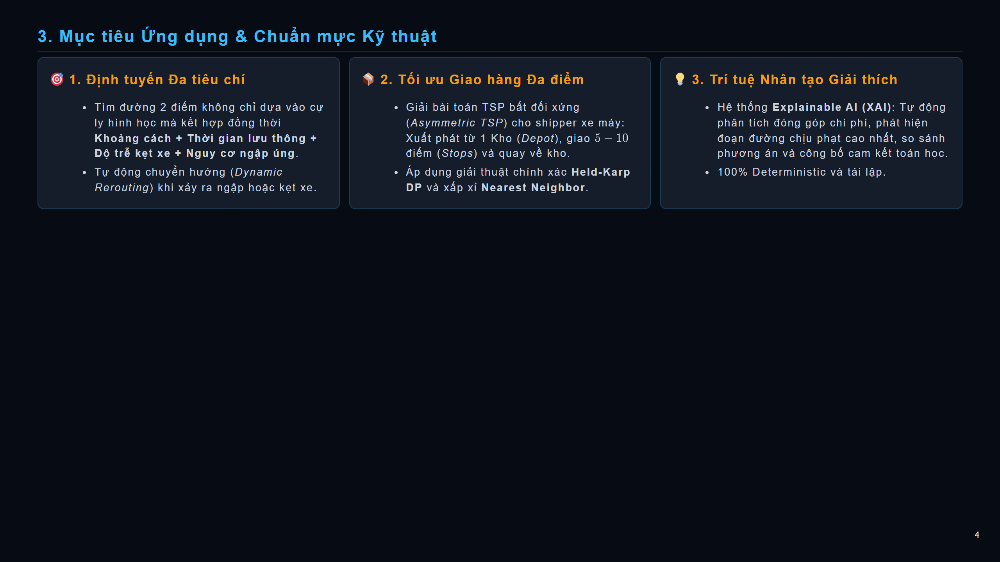 3. Mục tiêu Ứng dụng & Chuẩn mực Kỹ thuật
🎯 1. Định tuyến Đa tiêu chí
• Tìm đường 2 điểm không chỉ dựa vào cự
ly hình học mà kết hợp đồng thời
Khoảng cách + Thời gian lưu thông +
Độ trễ kẹt xe + Nguy cơ ngập úng.
• Tự động chuyển hướng (Dynamic
Rerouting) khi xảy ra ngập hoặc kẹt xe.
📦 2. Tối ưu Giao hàng Đa điểm
• Giải bài toán TSP bất đối xứng
(Asymmetric TSP) cho shipper xe máy:
Xuất phát từ 1 Kho (Depot), giao 5 − 10
điểm (Stops) và quay về kho.
• Áp dụng giải thuật chính xác Held-Karp
DP và xấp xỉ Nearest Neighbor.
💡 3. Trí tuệ Nhân tạo Giải thích
• Hệ thống Explainable AI (XAI): Tự động
phân tích đóng góp chi phí, phát hiện
đoạn đường chịu phạt cao nhất, so sánh
phương án và công bố cam kết toán học.
• 100% Deterministic và tái lập.
4